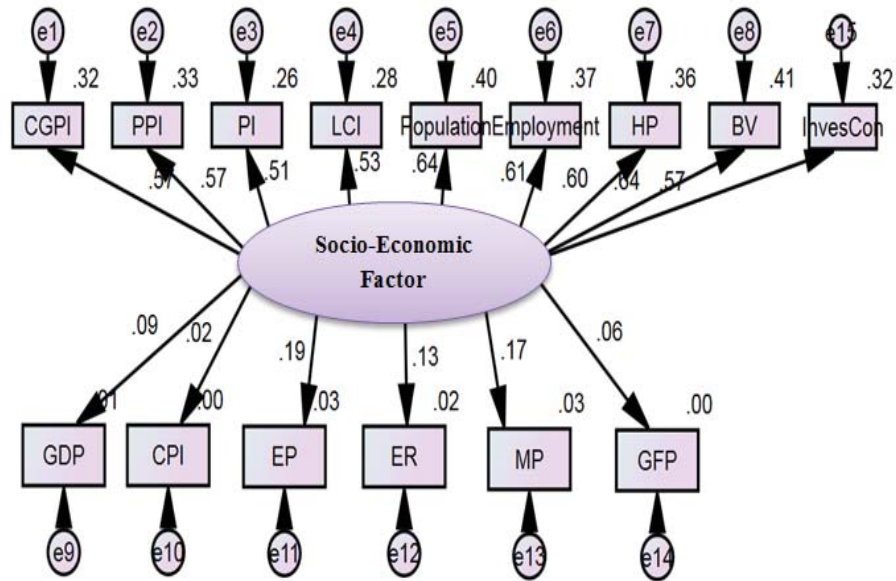 e1 e2 e3 e4 e5 e6 e7 e8 e15
.32 .33 .26 .28 .40 .37 .36 .41 .32
CGPI PPI PI LCI Population Employment HP BV InvesCon
.57 .57 .51 .53 .64 .61 .60 .64 .57
Socio-Economic
Factor
.09 .02 .19 .13 .17 .06
.01 .00 .03 .02 .03 .00
GDP CPI EP ER MP GFP
e9 e10 e11 e12 e13 e14